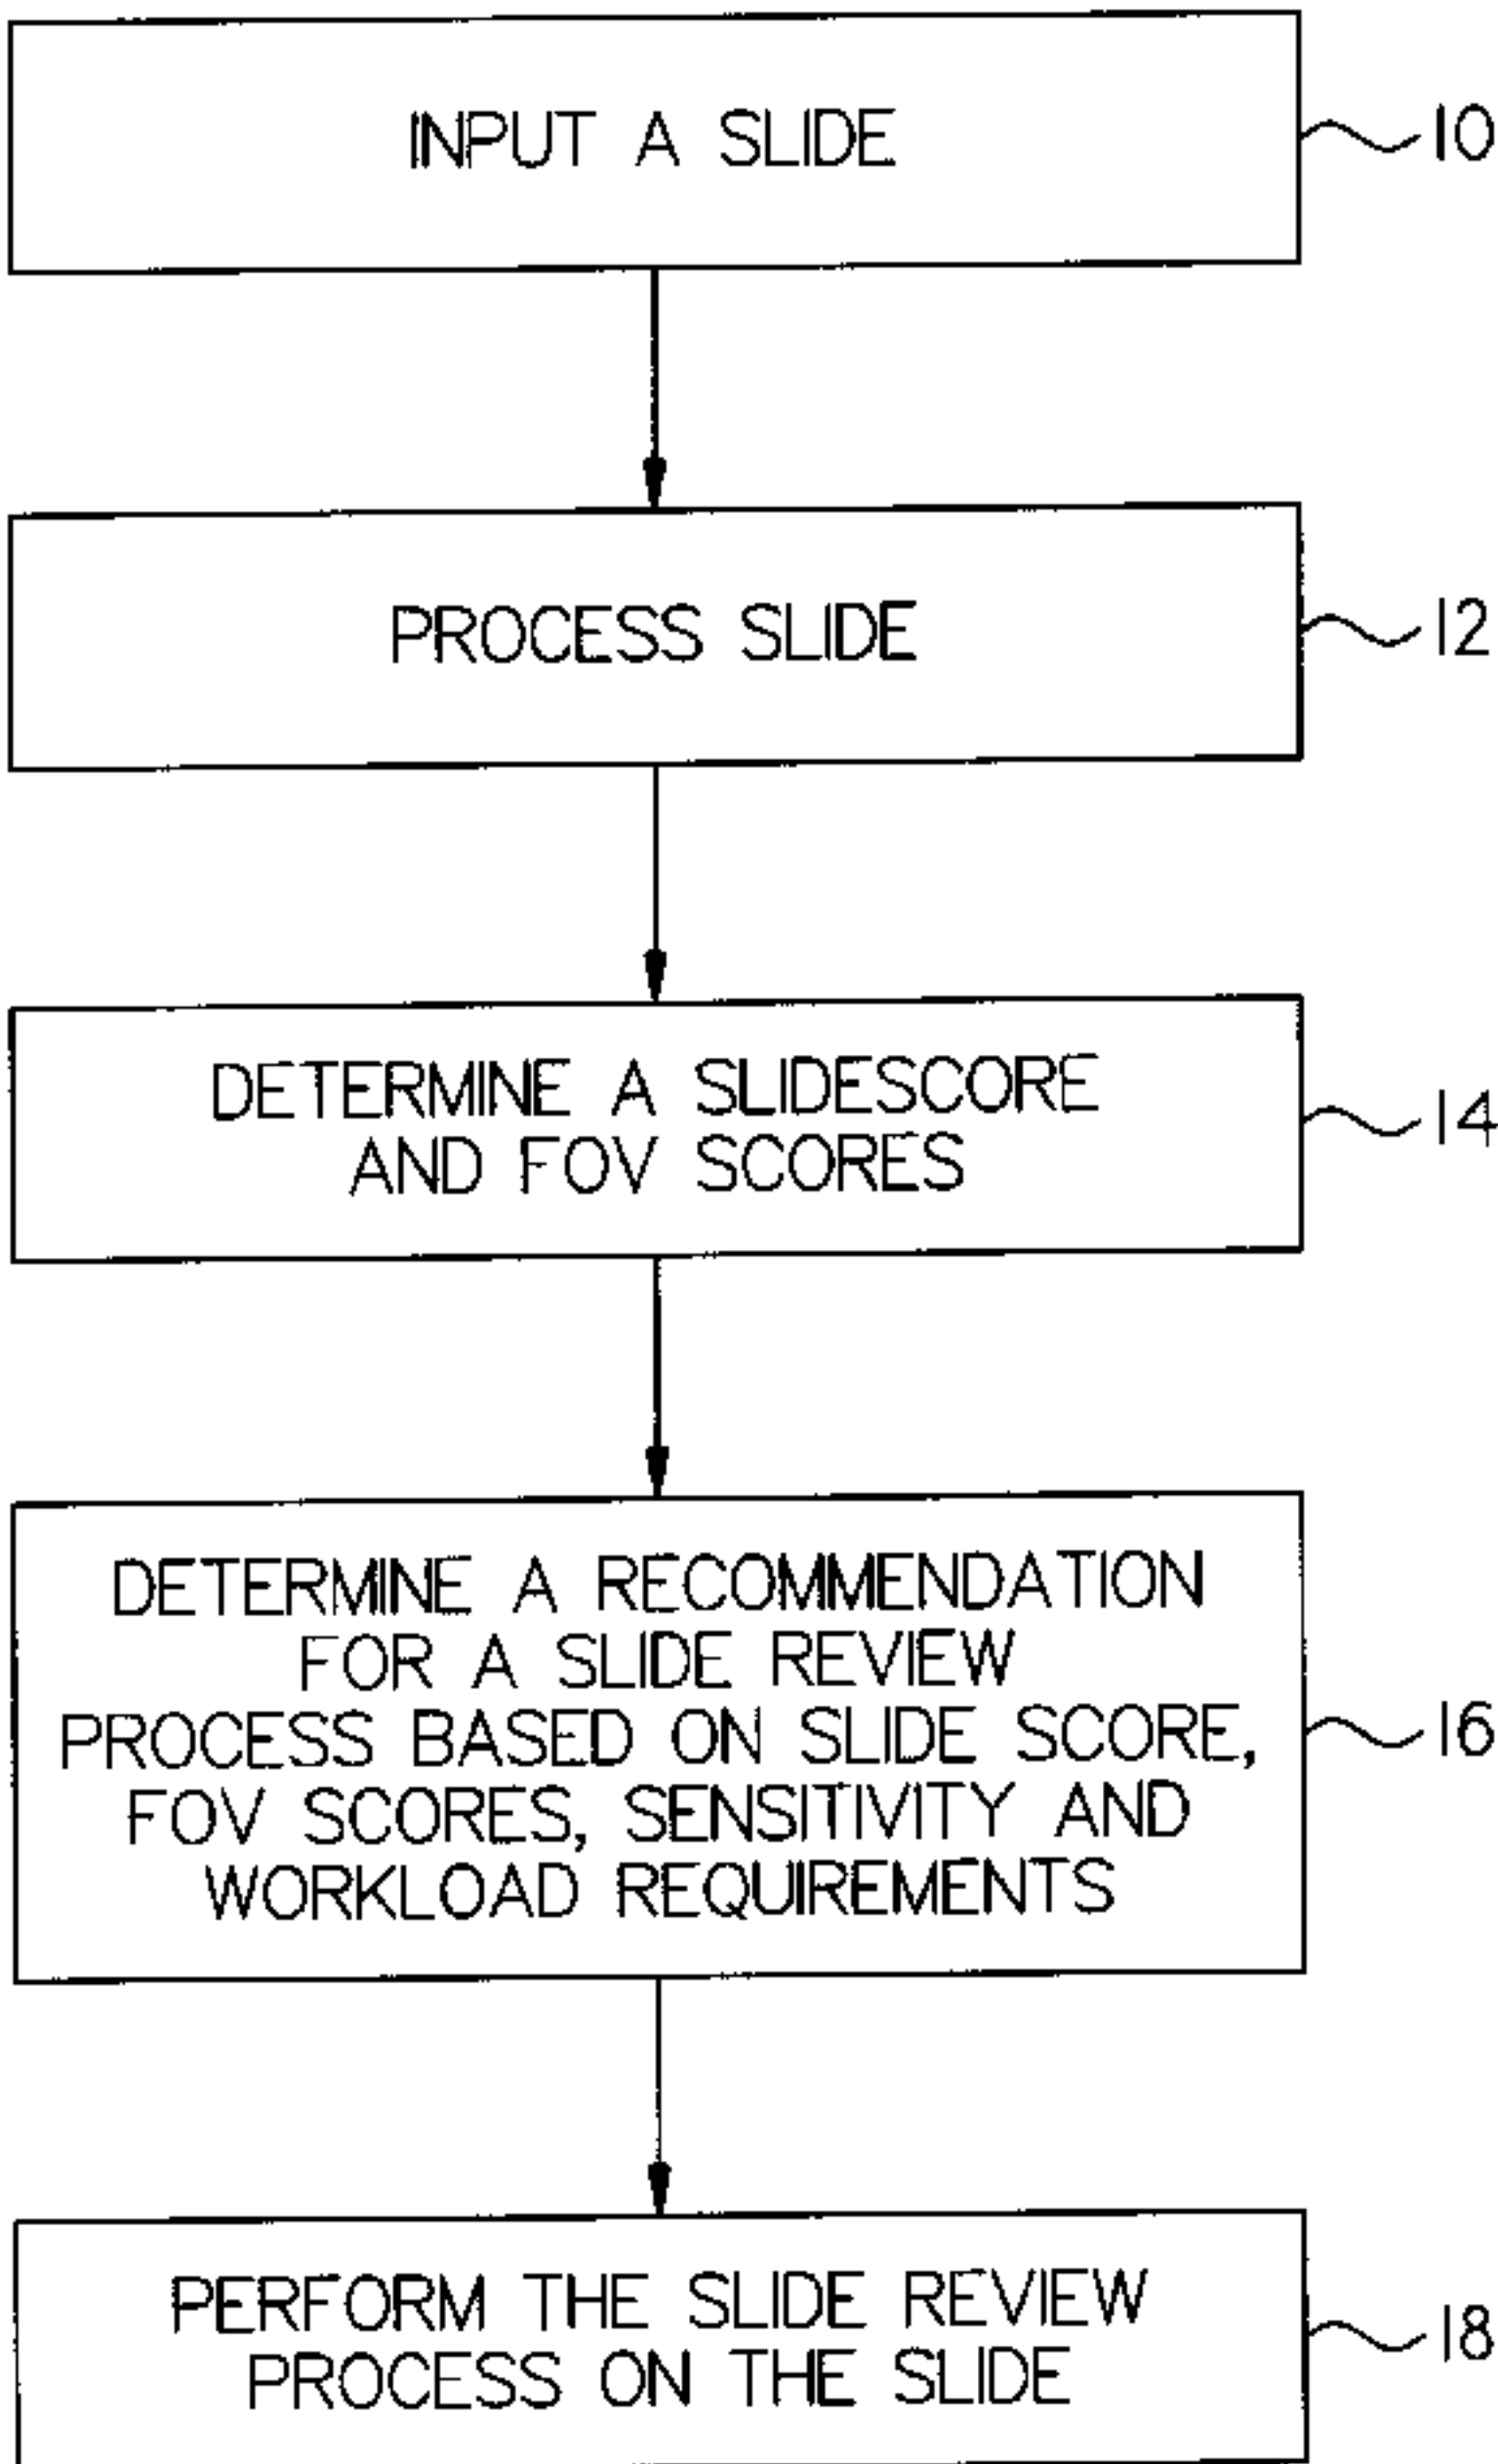 INPUT A SLIDE
10
PROCESS SLIDE
12
DETERMINE A SLIDESCORE
AND FOV SCORES
14
DETERMINE A RECOMMENDATION
FOR A SLIDE REVIEW
PROCESS BASED ON SLIDE SCORE,
FOV SCORES, SENSITIVITY AND
WORKLOAD REQUIREMENTS
16
PERFORM THE SLIDE REVIEW
PROCESS ON THE SLIDE
18